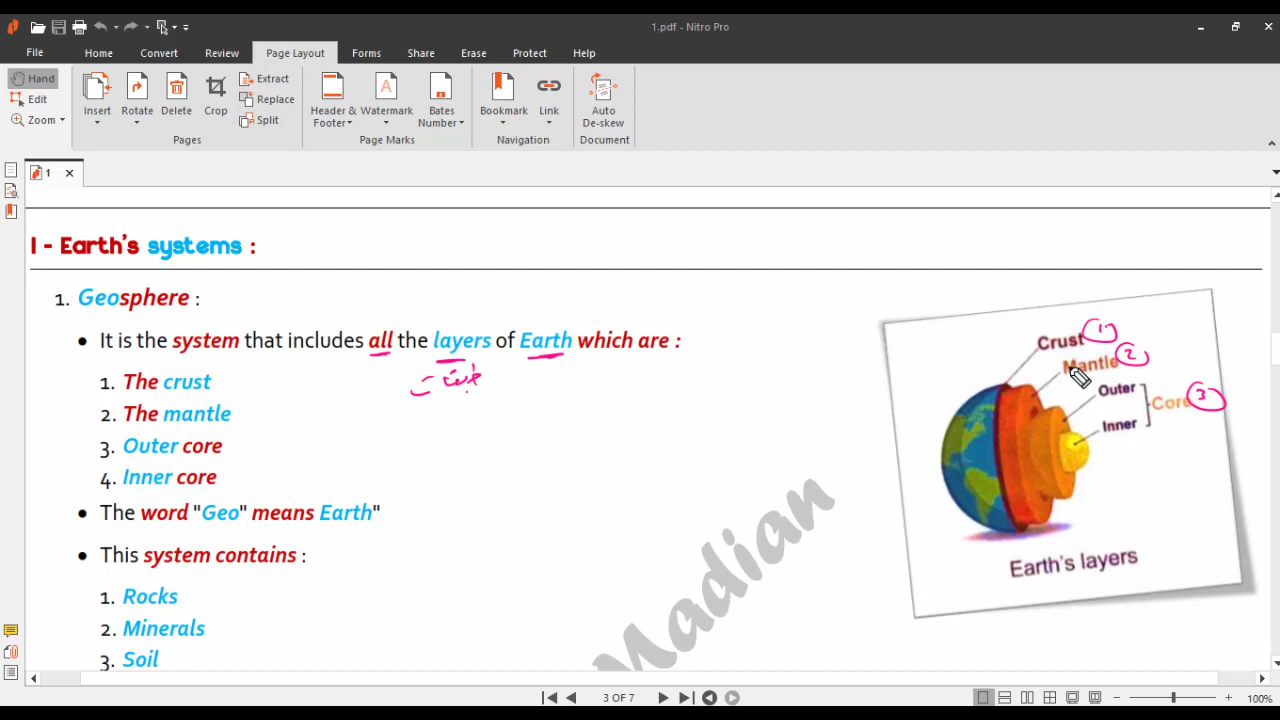 1.pdf - Nitro Pro
File Home Convert Review Page Layout Forms Share Erase Protect Help
Hand
Edit
Zoom
Insert Rotate Delete Crop
Extract
Replace
Split
Pages
Header & Footer
Watermark
Bates Number
Page Marks
Bookmark
Link
Navigation
Auto De-skew
Document
1
I - Earth's systems :
1. Geosphere :
• It is the system that includes all the layers of Earth which are :
1. The crust
2. The mantle
3. Outer core
4. Inner core
• The word "Geo" means Earth"
• This system contains :
1. Rocks
2. Minerals
3. Soil
Crust 1
Mantle 2
Outer
Inner
Core 3
Earth's layers
Madian
3 OF 7
100%